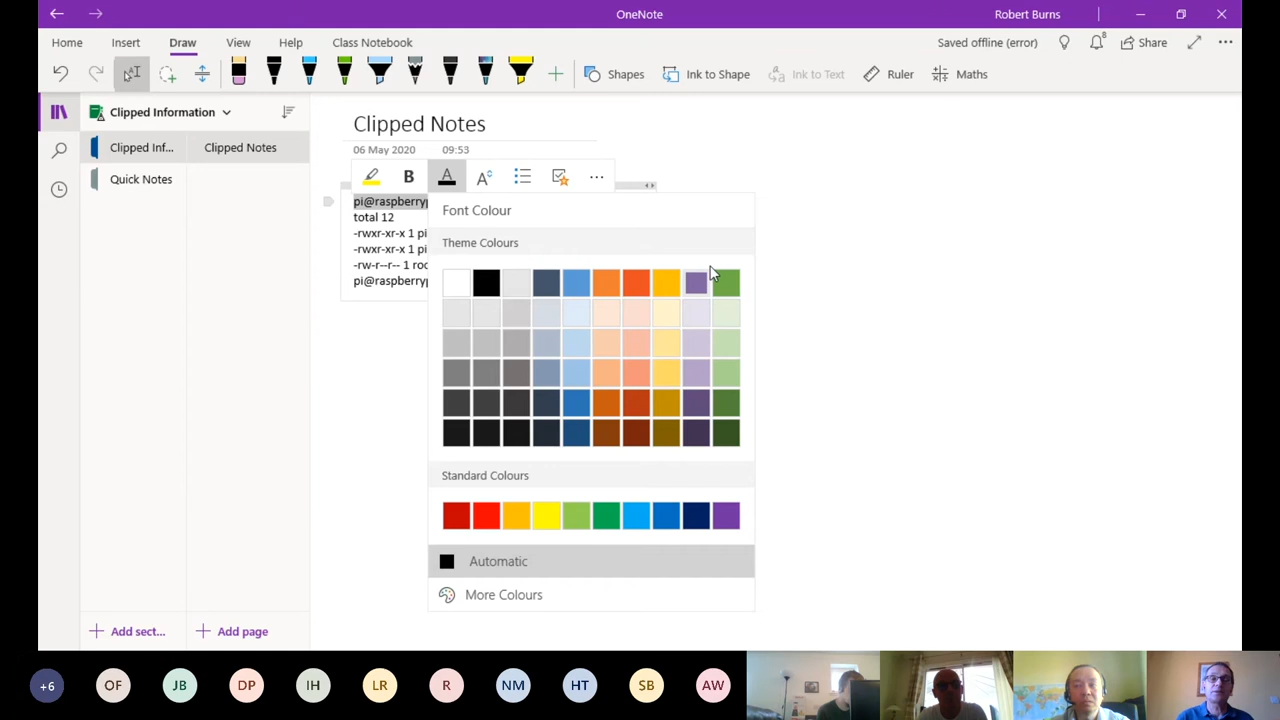 OneNote
Robert Burns
Home Insert Draw View Help Class Notebook
Saved offline (error)
Share
Shapes
Ink to Shape
Ink to Text
Ruler
Maths
Clipped Information
Clipped Inf...
Clipped Notes
Quick Notes
Clipped Notes
06 May 2020 09:53
B
A
A
pi@raspberryp
total 12
-rwxr-xr-x 1 pi
-rwxr-xr-x 1 pi
-rw-r--r-- 1 roo
pi@raspberryp
Font Colour
Theme Colours
Standard Colours
Automatic
More Colours
Add sect...
Add page
+6 OF JB DP IH LR R NM HT SB AW